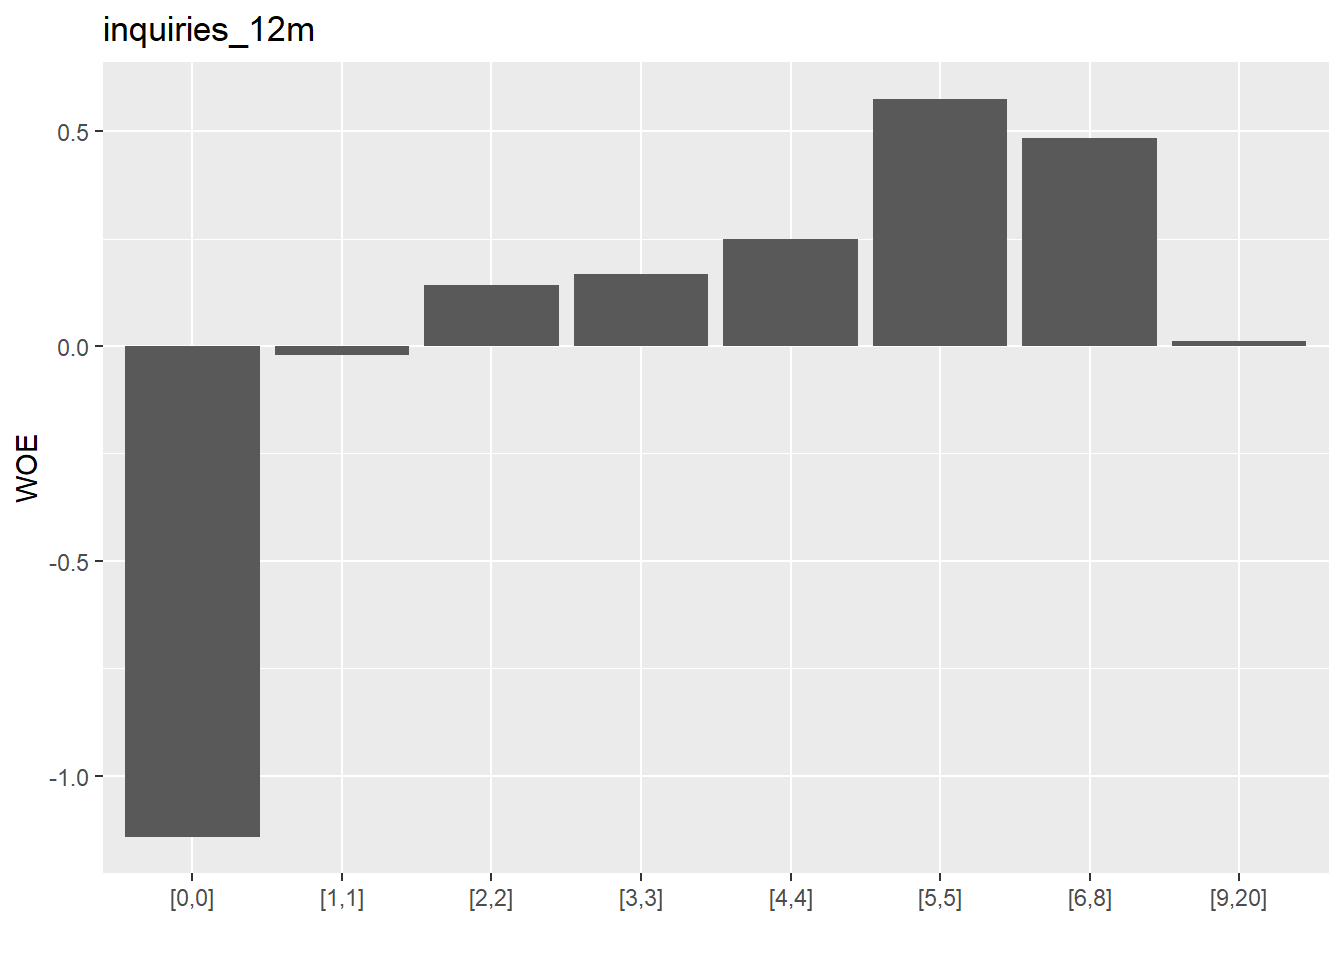 inquiries_12m
0.5
0.0
-0.5
-1.0
WOE
[0,0] [1,1] [2,2] [3,3] [4,4] [5,5] [6,8] [9,20]